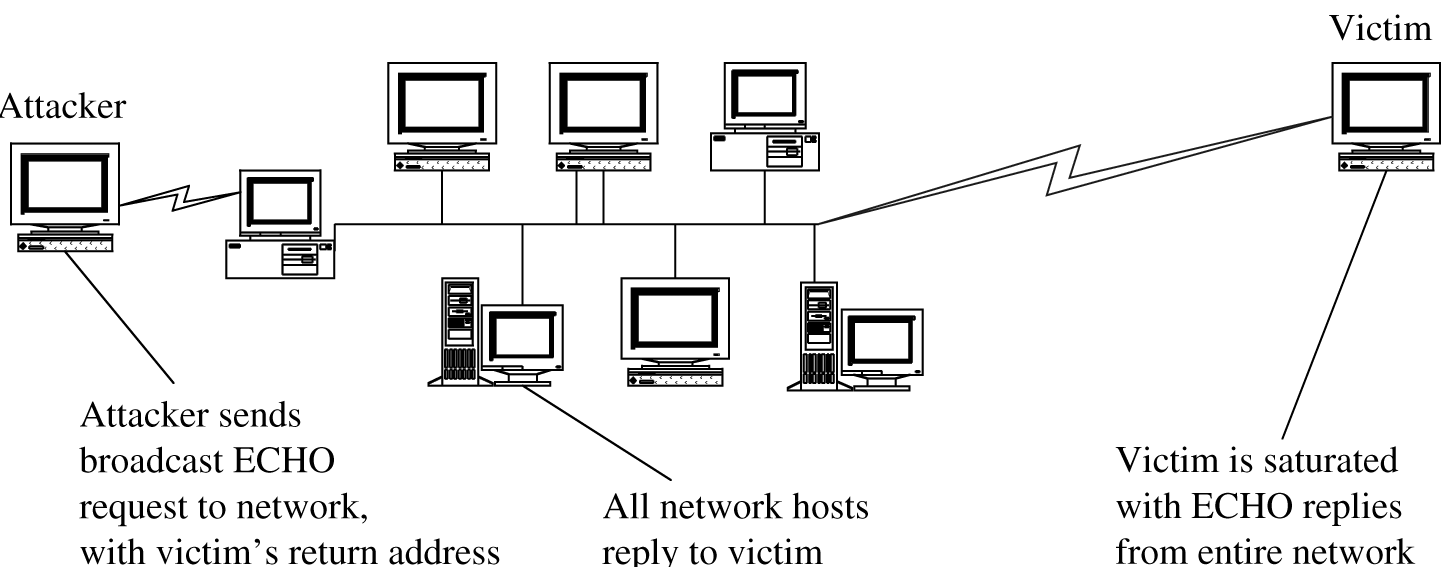 Victim
Attacker
Attacker sends
broadcast ECHO
request to network,
with victim's return address
All network hosts
reply to victim
Victim is saturated
with ECHO replies
from entire network